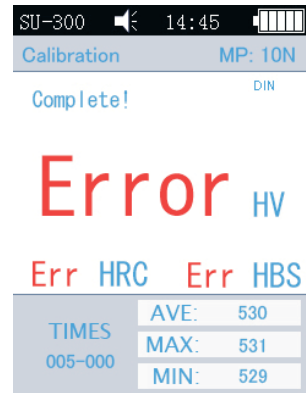 SU-300 14:45
Calibration MP: 10N
DIN
Complete!
Error HV
Err HRC Err HBS
TIMES
005-000
AVE: 530
MAX: 531
MIN: 529